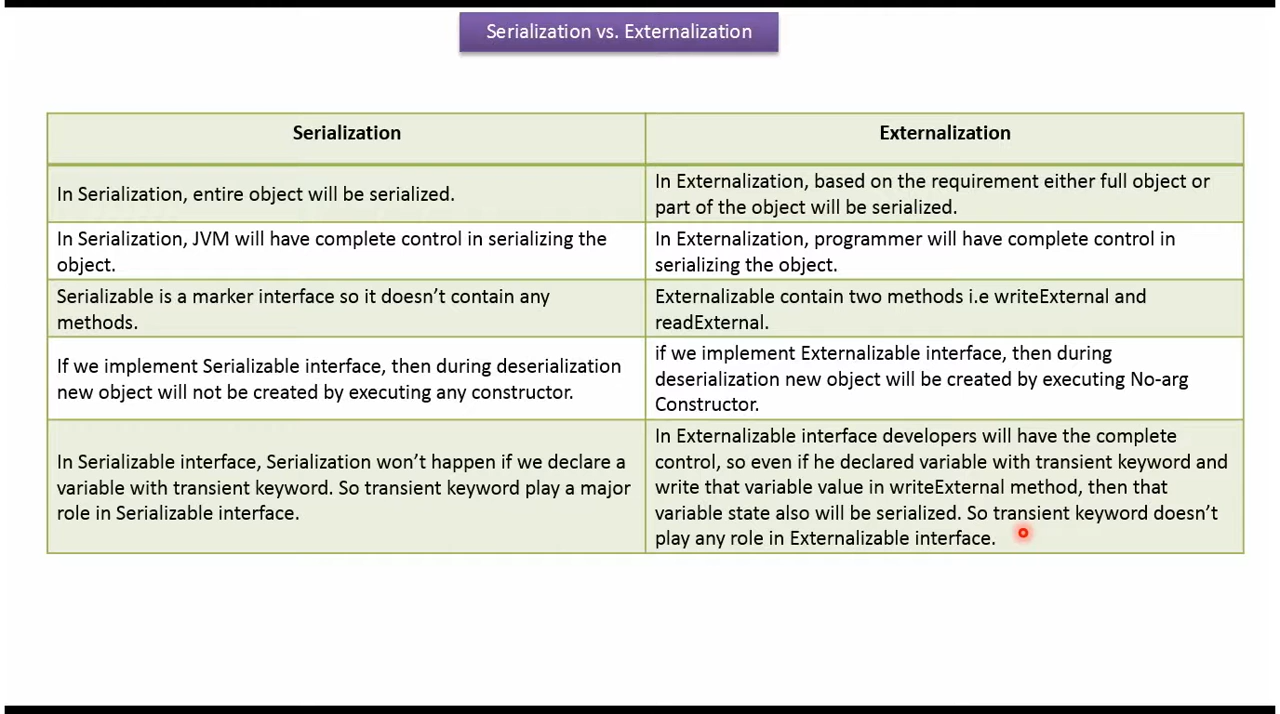 Serialization vs. Externalization
Serialization
Externalization
In Serialization, entire object will be serialized.
In Externalization, based on the requirement either full object or
part of the object will be serialized.
In Serialization, JVM will have complete control in serializing the
object.
In Externalization, programmer will have complete control in
serializing the object.
Serializable is a marker interface so it doesn't contain any
methods.
Externalizable contain two methods i.e writeExternal and
readExternal.
If we implement Serializable interface, then during deserialization
new object will not be created by executing any constructor.
if we implement Externalizable interface, then during
deserialization new object will be created by executing No-arg
Constructor.
In Serializable interface, Serialization won't happen if we declare a
variable with transient keyword. So transient keyword play a major
role in Serializable interface.
In Externalizable interface developers will have the complete
control, so even if he declared variable with transient keyword and
write that variable value in writeExternal method, then that
variable state also will be serialized. So transient keyword doesn't
play any role in Externalizable interface.